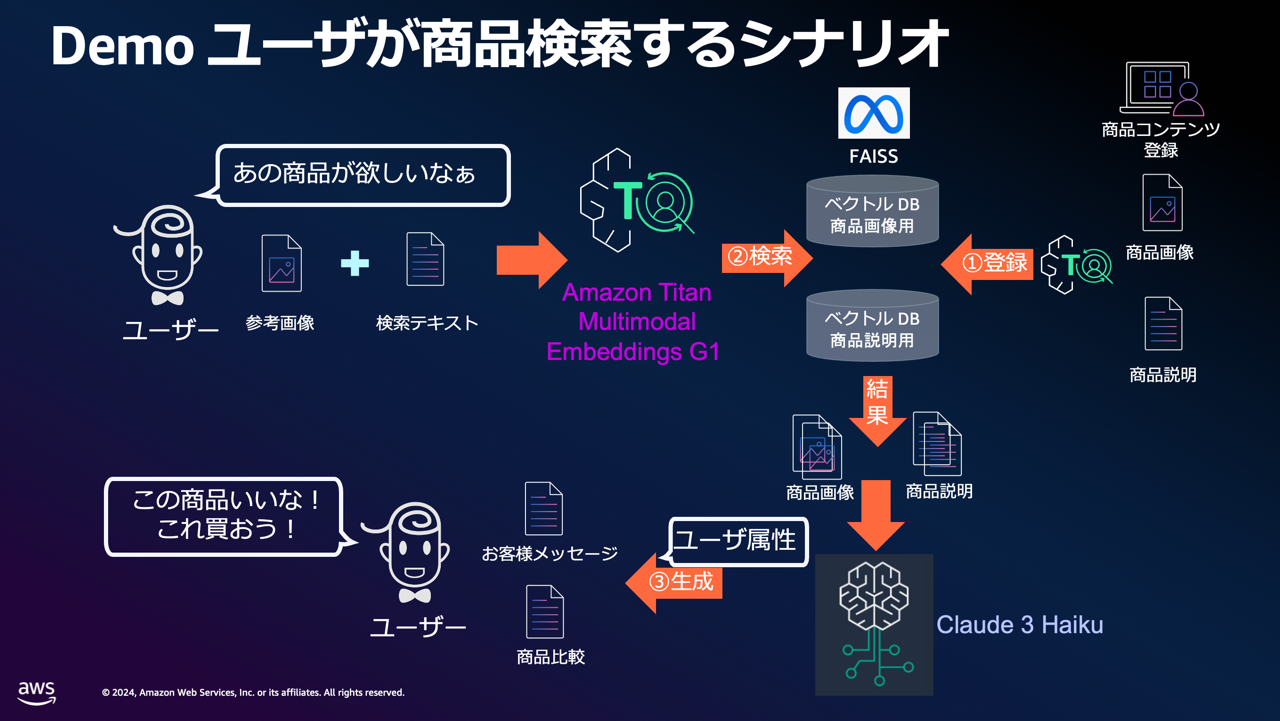 Demo ユーザが商品検索するシナリオ
商品コンテンツ
登録
FAISS
あの商品が欲しいなぁ
T
ベクトル DB
商品画像用
②検索
①登録
T
商品画像
Amazon Titan
Multimodal
Embeddings G1
ユーザー
参考画像
検索テキスト
ベクトル DB
商品説明用
商品説明
結
果
商品画像
商品説明
この商品いいな！
これ買おう！
お客様メッセージ
ユーザ属性
③生成
ユーザー
商品比較
Claude 3 Haiku
aws
© 2024, Amazon Web Services, Inc. or its affiliates. All rights reserved.